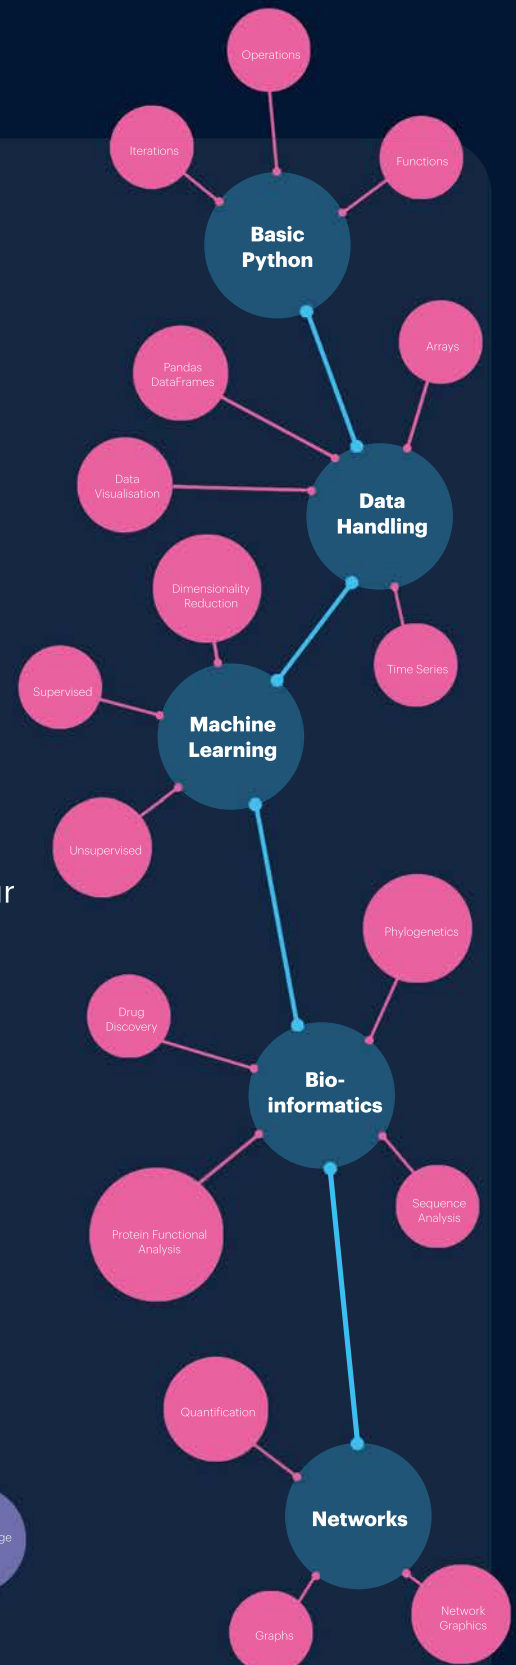 Operations
Iterations
Functions
Basic
Python
Arrays
Pandas
DataFrames
Data
Visualisation
Data
Handling
Dimensionality
Reduction
Time Series
Supervised
Machine
Learning
Unsupervised
Phylogenetics
Drug
Discovery
Bio-
informatics
Sequence
Analysis
Protein Functional
Analysis
Quantification
Networks
Network
Graphics
Graphs